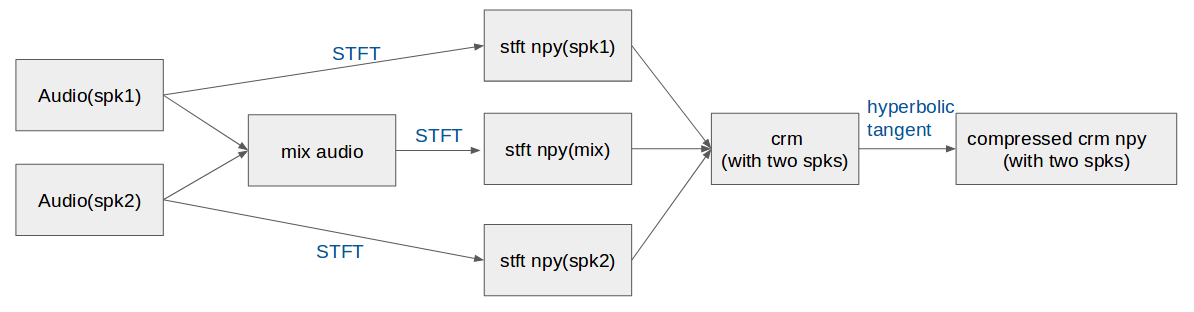 stft npy(spk1)
STFT
Audio(spk1)
hyperbolic
tangent
STFT
mix audio
stft npy(mix)
crm
(with two spks)
compressed crm npy
(with two spks)
Audio(spk2)
STFT
stft npy(spk2)